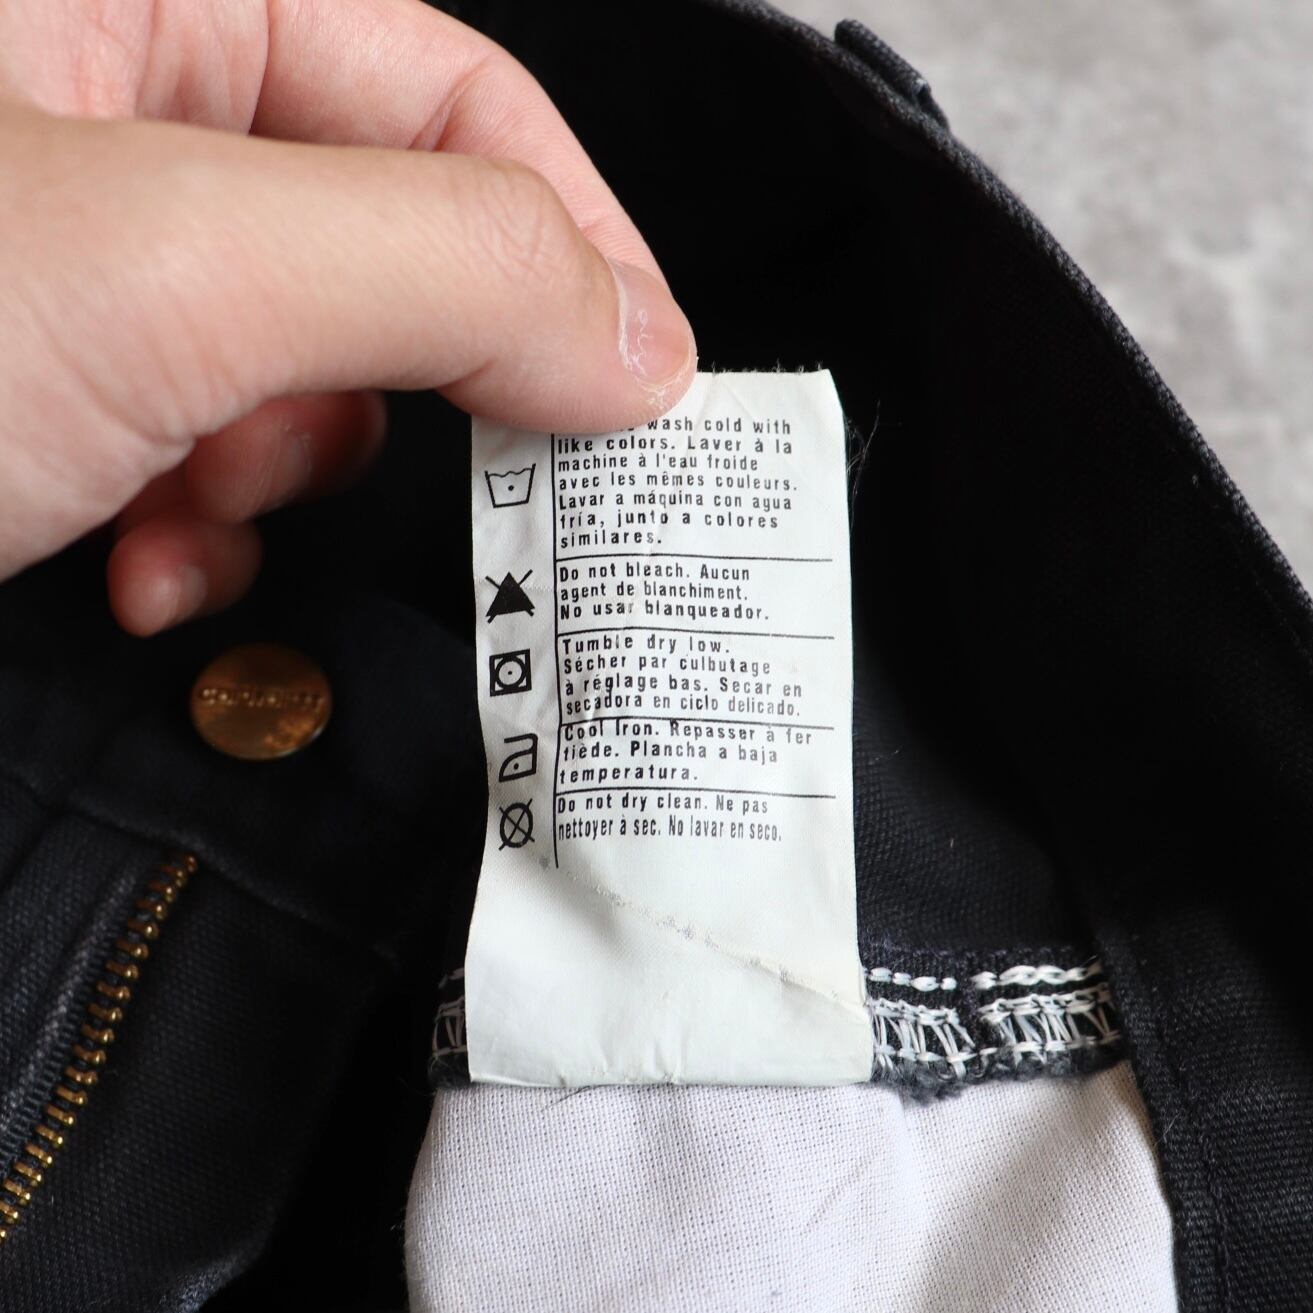 wash cold with
like colors. Laver à la
machine à l'eau froide
avec les mêmes couleurs.
Lavar a máquina con agua
fría, junto a colores
similares.
Do not bleach. Aucun
agent de blanchiment.
No usar blanqueador.
Tumble dry low.
Sécher par culbutage
à réglage bas. Secar en
secadora en ciclo delicado.
Cool Iron. Repasser à fer
tiède. Plancha a baja
temperatura.
Do not dry clean. Ne pas
nettoyer à sec. No lavar en seco.